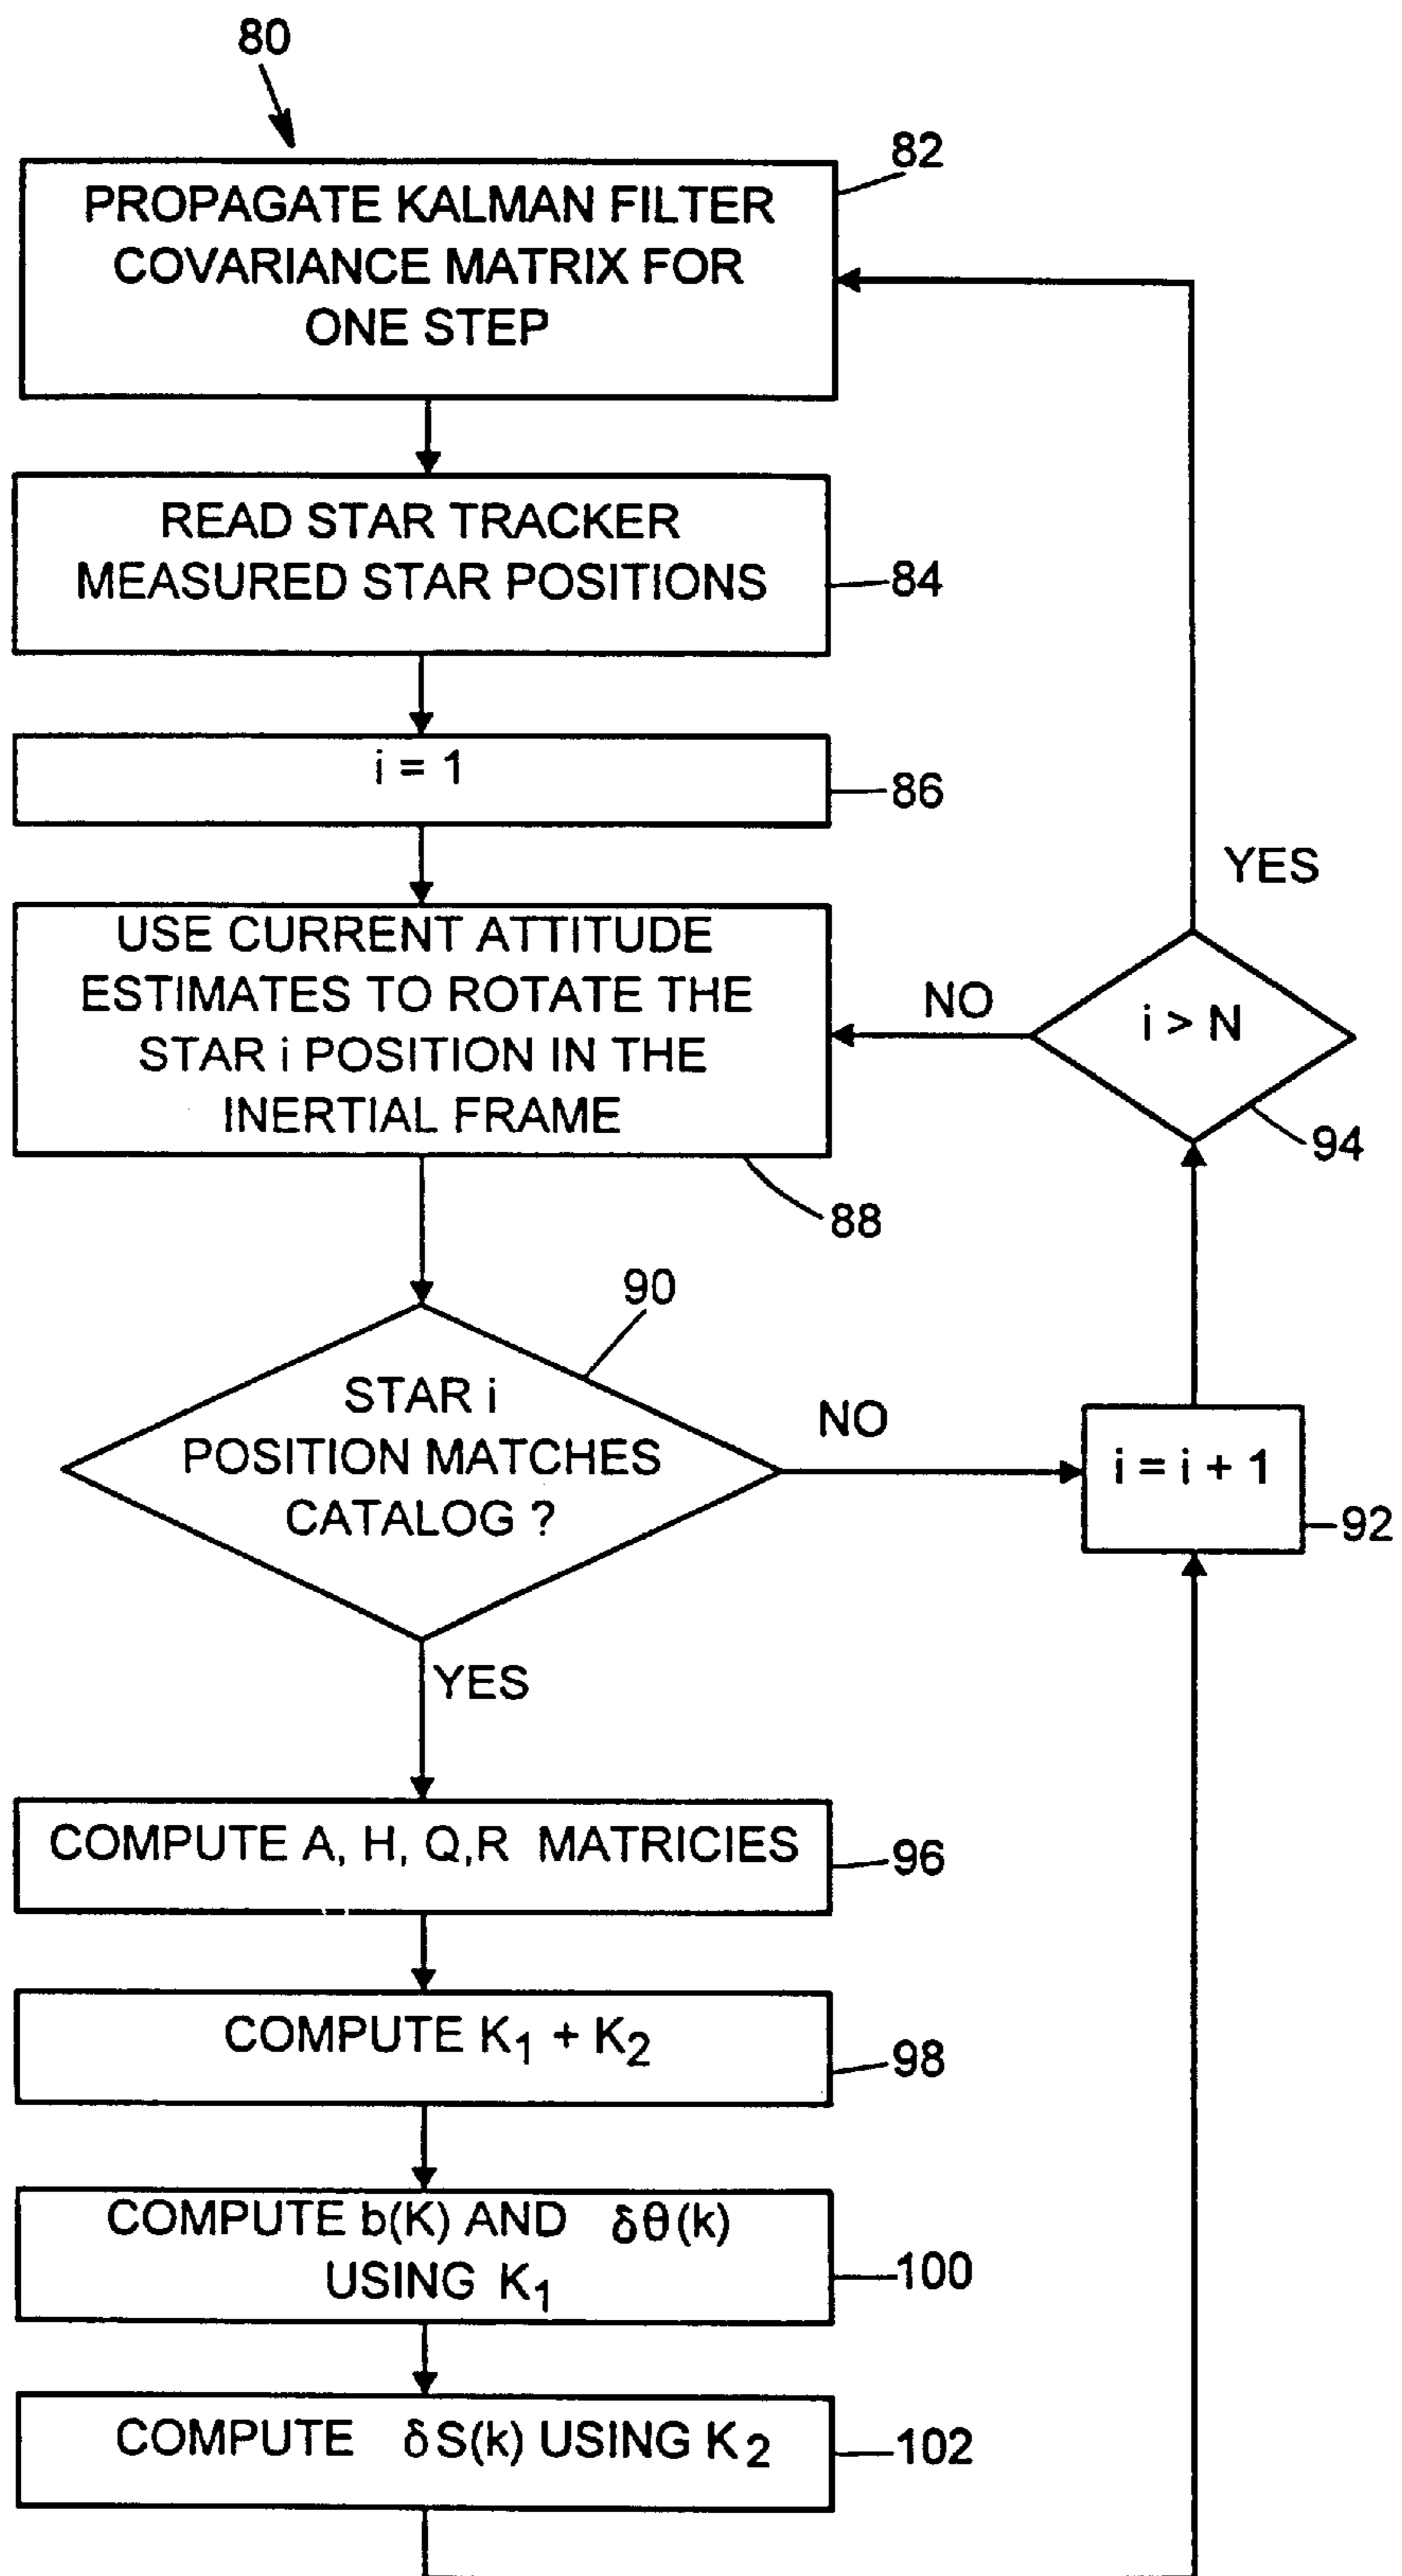 80
82
PROPAGATE KALMAN FILTER
COVARIANCE MATRIX FOR
ONE STEP
READ STAR TRACKER
MEASURED STAR POSITIONS
84
i = 1
86
YES
USE CURRENT ATTITUDE
ESTIMATES TO ROTATE THE
STAR i POSITION IN THE
INERTIAL FRAME
NO
i > N
94
88
90
STAR i
POSITION MATCHES
CATALOG ?
NO
i = i + 1
92
YES
COMPUTE A, H, Q,R MATRICIES
96
COMPUTE K1 + K2
98
COMPUTE b(K) AND δθ(k)
USING K1
100
COMPUTE δS(k) USING K2
102